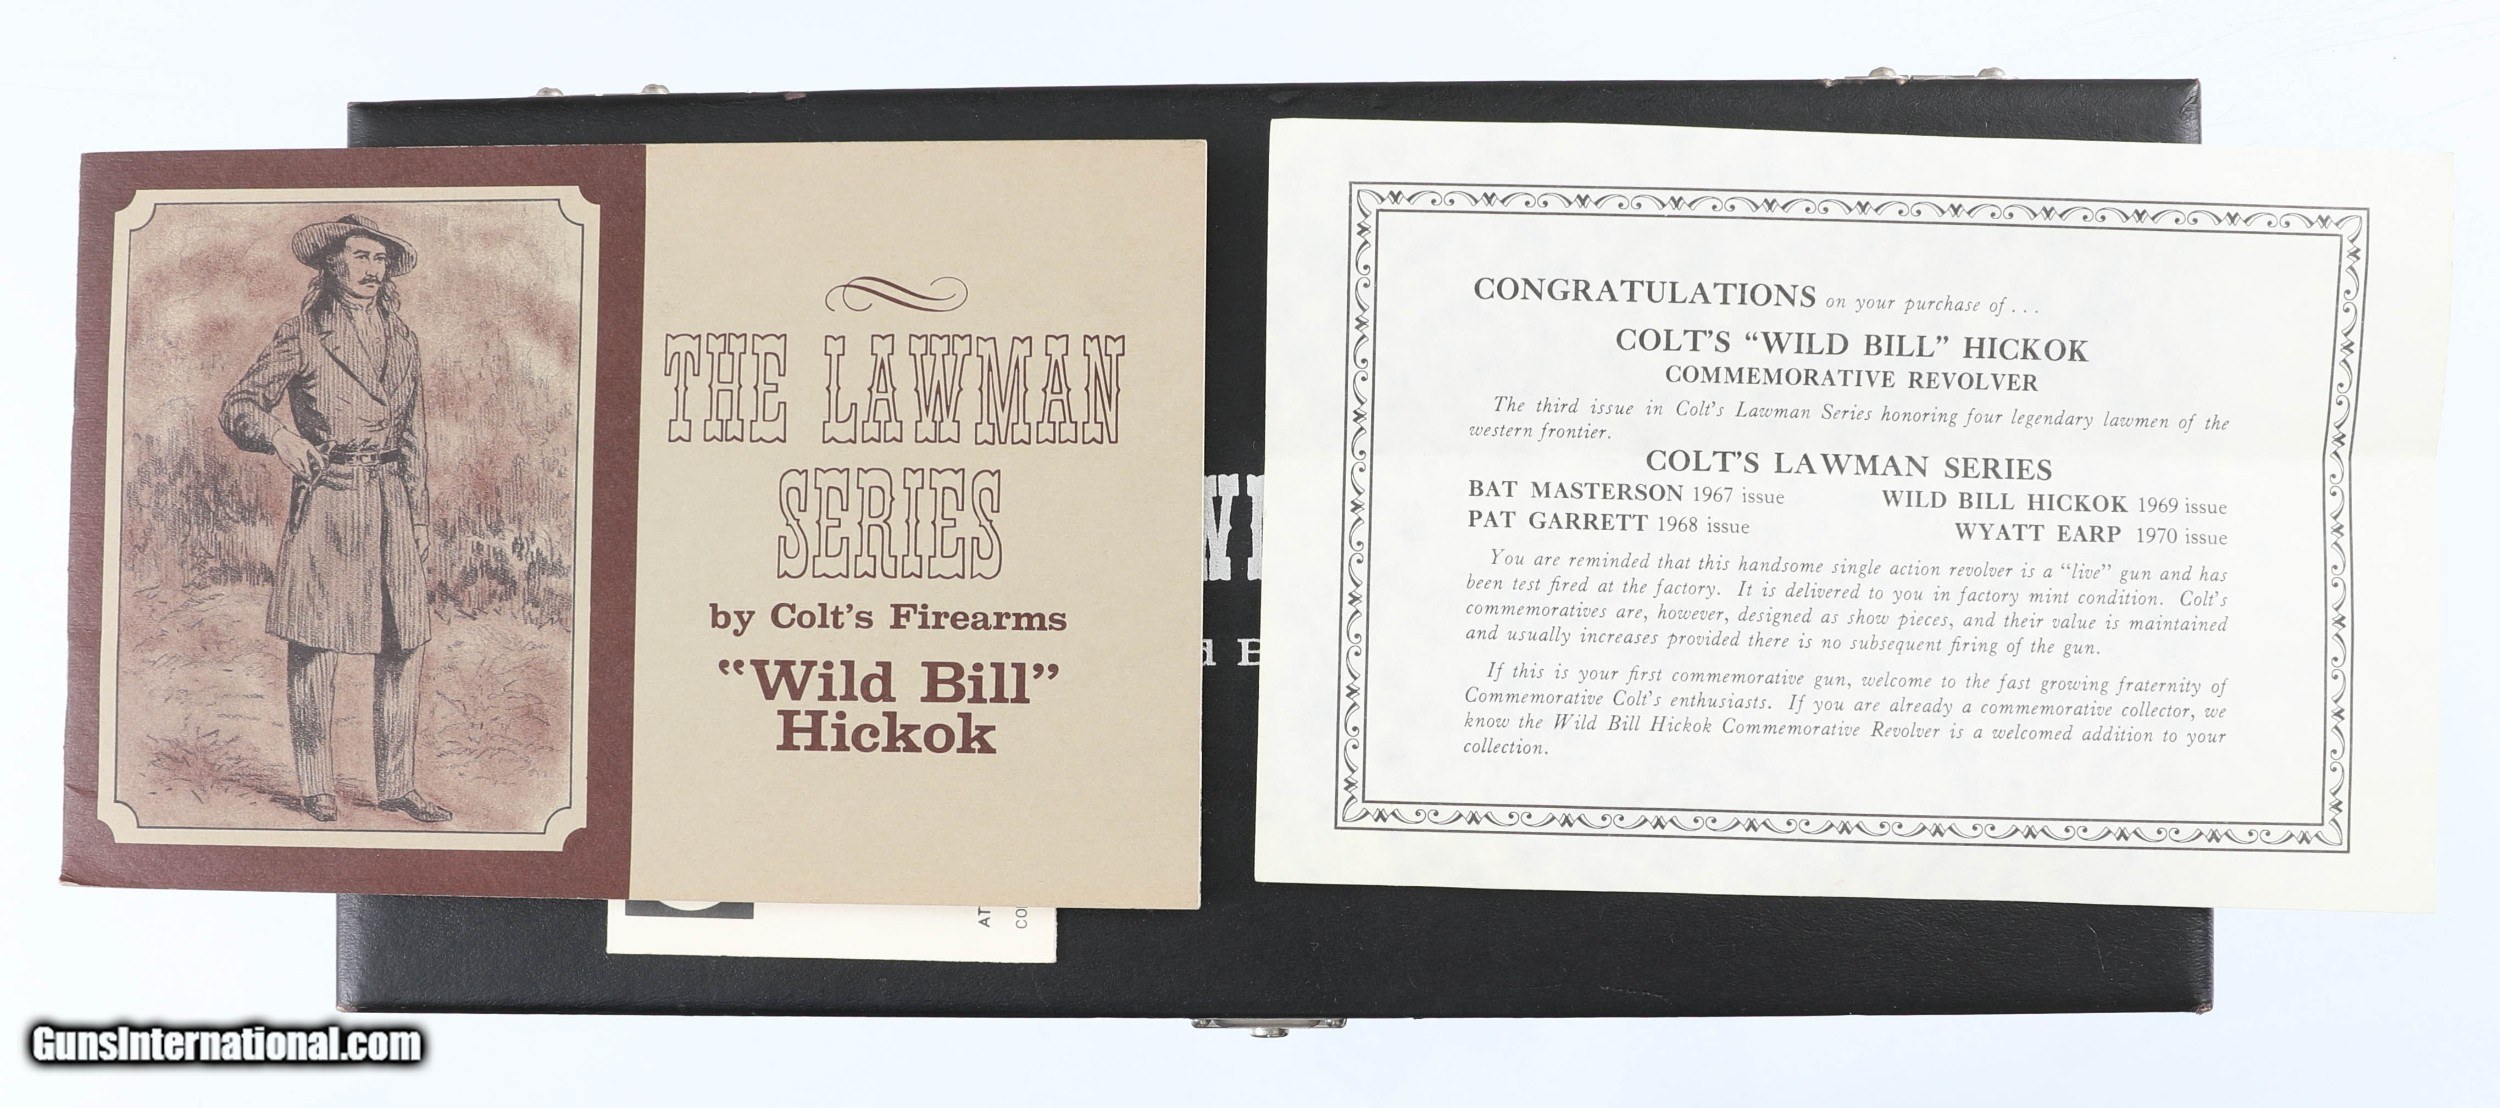 THE LAWMAN
SERIES
by Colt's Firearms
"Wild Bill"
Hickok
CONGRATULATIONS on your purchase of . . .
COLT'S "WILD BILL" HICKOK
COMMEMORATIVE REVOLVER
The third issue in Colt's Lawman Series honoring four legendary lawmen of the
western frontier.
COLT'S LAWMAN SERIES
BAT MASTERSON 1967 issue WILD BILL HICKOK 1969 issue
PAT GARRETT 1968 issue WYATT EARP 1970 issue
You are reminded that this handsome single action revolver is a "live" gun and has
been test fired at the factory. It is delivered to you in factory mint condition. Colt's
commemoratives are, however, designed as show pieces, and their value is maintained
and usually increases provided there is no subsequent firing of the gun.
If this is your first commemorative gun, welcome to the fast growing fraternity of
Commemorative Colt's enthusiasts. If you are already a commemorative collector, we
know the Wild Bill Hickok Commemorative Revolver is a welcomed addition to your
collection.
AT
CO
GunsInternational.com